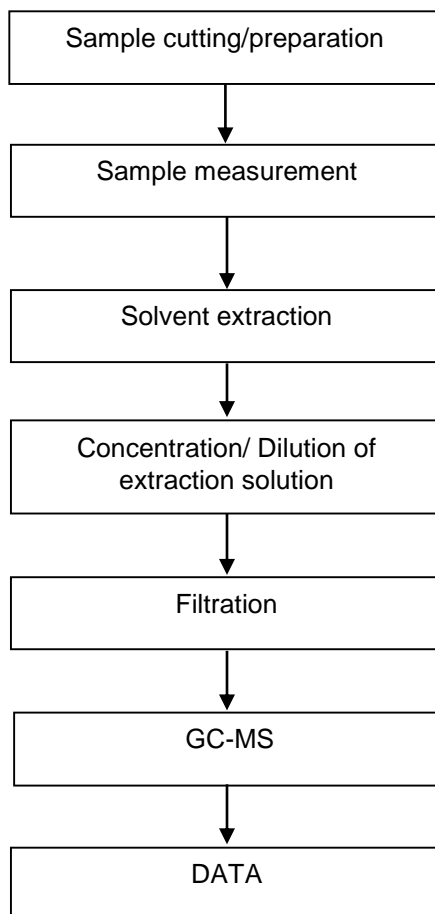 Sample cutting/preparation
Sample measurement
Solvent extraction
Concentration/ Dilution of
extraction solution
Filtration
GC-MS
DATA